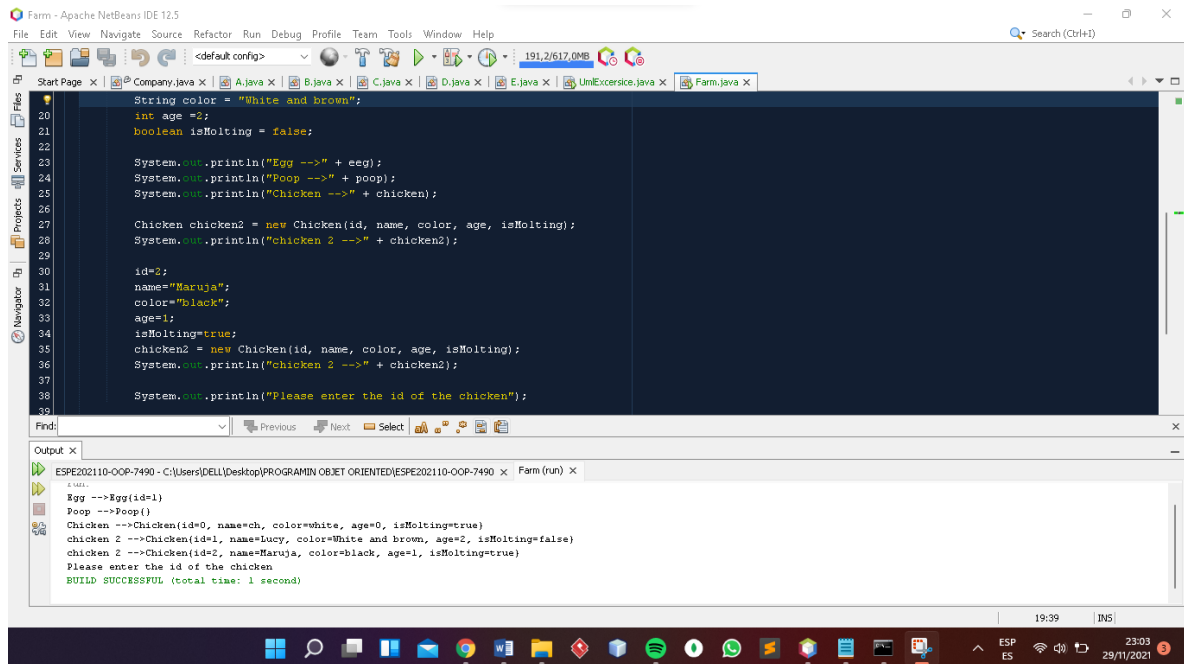 Farm - Apache NetBeans IDE 12.5
File Edit View Navigate Source Refactor Run Debug Profile Team Tools Window Help
Search (Ctrl+I)
<default config>
191,2/617,0MB
Start Page Company.java A.java B.java C.java D.java E.java UmlExcersice.java Farm.java
Files
Services
Projects
Navigator
String color = "White and brown";
20 int age =2;
21 boolean isMolting = false;
22
23 System.out.println("Egg -->" + eeg);
24 System.out.println("Poop -->" + poop);
25 System.out.println("Chicken -->" + chicken);
26
27 Chicken chicken2 = new Chicken(id, name, color, age, isMolting);
28 System.out.println("chicken 2 -->" + chicken2);
29
30 id=2;
31 name="Maruja";
32 color="black";
33 age=1;
34 isMolting=true;
35 chicken2 = new Chicken(id, name, color, age, isMolting);
36 System.out.println("chicken 2 -->" + chicken2);
37
38 System.out.println("Please enter the id of the chicken");
39
Find: Previous Next Select
Output
ESPE202110-OOP-7490 - C:\Users\DELL\Desktop\PROGRAMIN OBJET ORIENTED\ESPE202110-OOP-7490 Farm (run)
run:
Egg -->Egg{id=1}
Poop -->Poop{}
Chicken -->Chicken{id=0, name=ch, color=white, age=0, isMolting=true}
chicken 2 -->Chicken{id=1, name=Lucy, color=White and brown, age=2, isMolting=false}
chicken 2 -->Chicken{id=2, name=Maruja, color=black, age=1, isMolting=true}
Please enter the id of the chicken
BUILD SUCCESSFUL (total time: 1 second)
19:39 INS
ESP
ES
23:03
29/11/2021
3